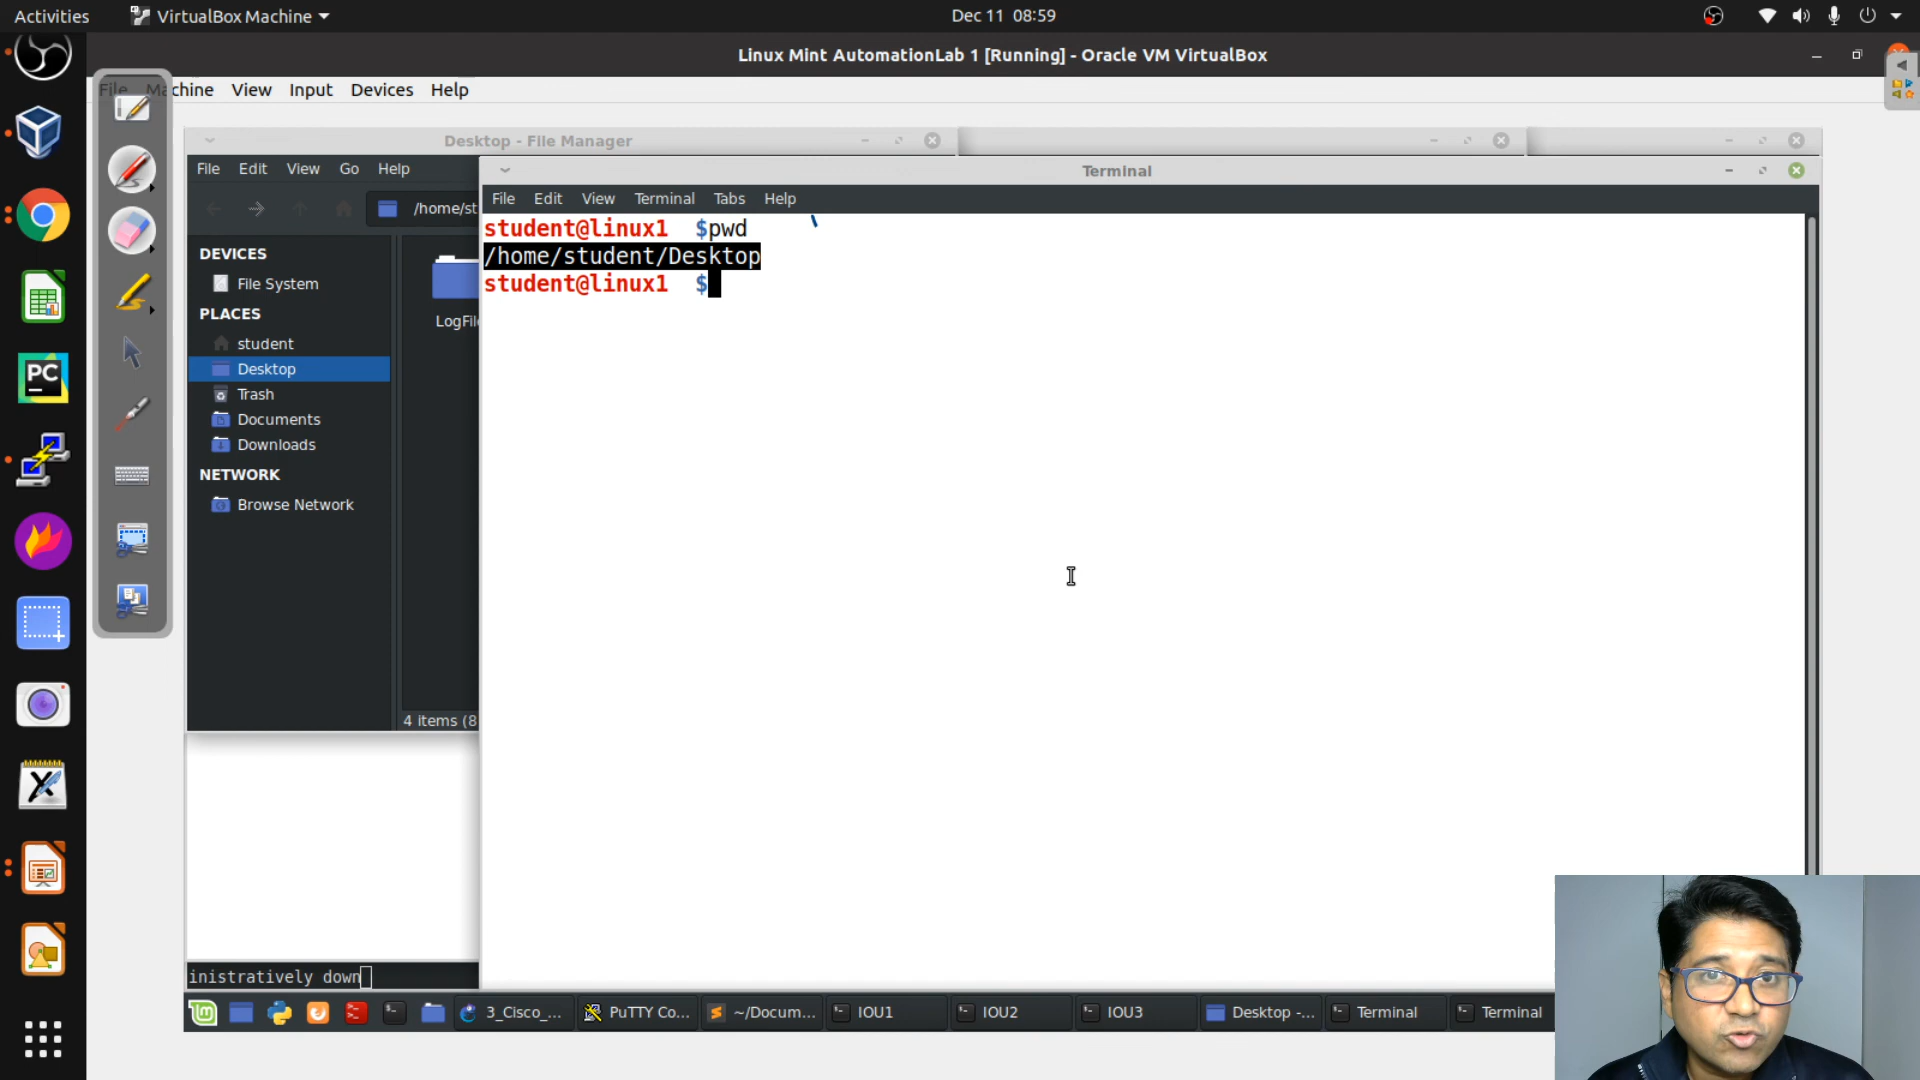 Activities
VirtualBox Machine
Dec 11 08:59
Linux Mint AutomationLab 1 [Running] - Oracle VM VirtualBox
File Machine View Input Devices Help
Desktop - File Manager
File Edit View Go Help
Terminal
/home/st
File Edit View Terminal Tabs Help
student@linux1 $pwd
/home/student/Desktop
student@linux1 $
DEVICES
File System
PLACES
student
Desktop
Trash
Documents
Downloads
NETWORK
Browse Network
LogFil
4 items (8
PC
inistratively down
3_Cisco_...
PuTTY Co...
~/Docum...
IOU1
IOU2
IOU3
Desktop -...
Terminal
Terminal